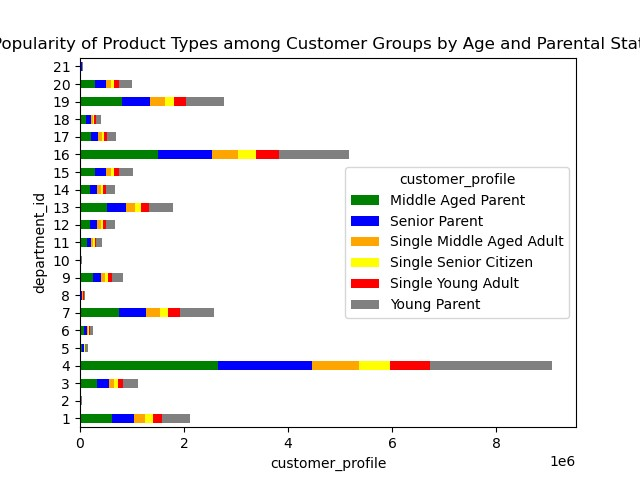 Popularity of Product Types among Customer Groups by Age and Parental Stat
21
20
19
18
17
16
15
14
13
12
11
10
9
8
7
6
5
4
3
2
1
department_id
customer_profile
Middle Aged Parent
Senior Parent
Single Middle Aged Adult
Single Senior Citizen
Single Young Adult
Young Parent
0 2 4 6 8
1e6
customer_profile